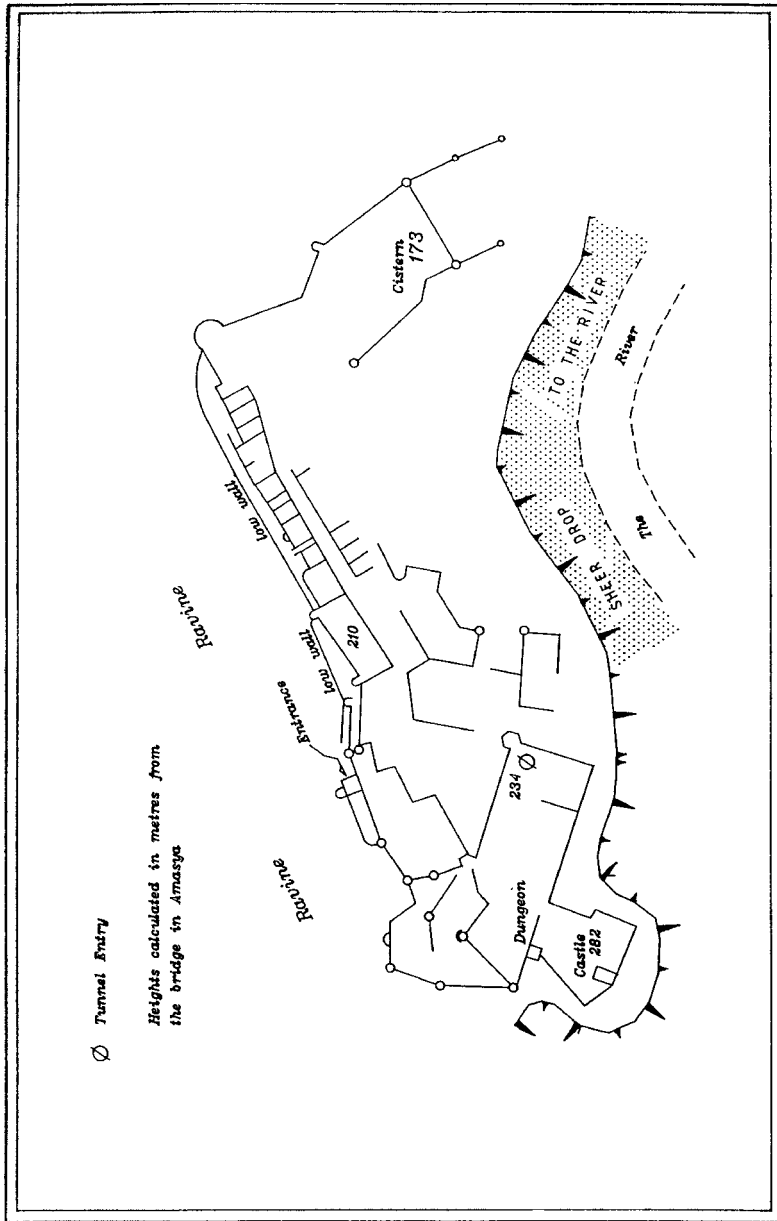 Ø Tunnel Entry
Heights calculated in metres from
the bridge in Amasya
Ravine
Ravine
Entrance
low wall
low wall
210
Cistern
173
234
Dungeon
Castle
282
SHEER DROP TO THE RIVER
The River